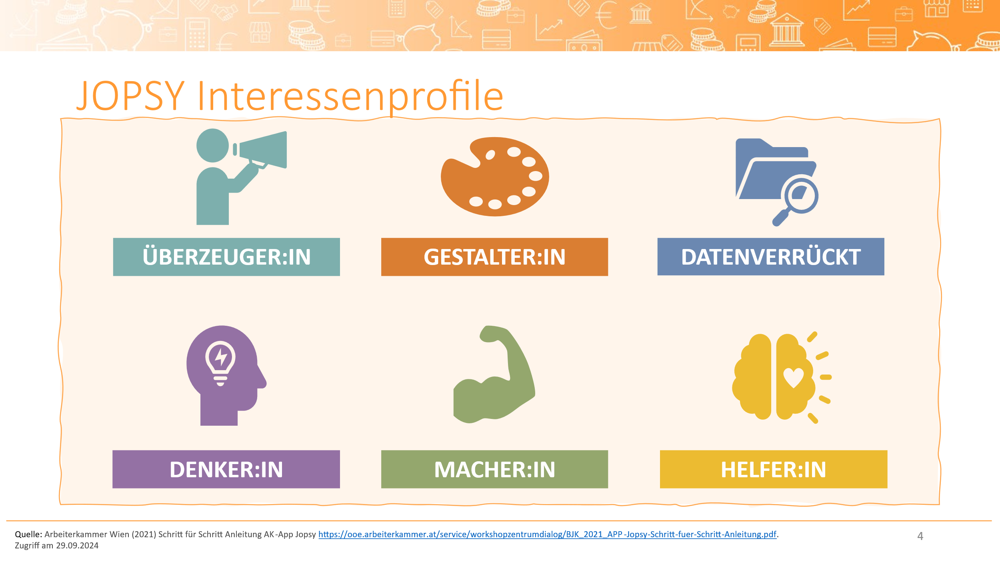 JOPSY Interessenprofile
ÜBERZEUGER:IN
GESTALTER:IN
DATENVERRÜCKT
DENKER:IN
MACHER:IN
HELFER:IN
Quelle: Arbeiterkammer Wien (2021) Schritt für Schritt Anleitung AK-App Jopsy https://ooe.arbeiterkammer.at/service/workshopzentrumdialog/BJK_2021_APP-Jopsy-Schritt-fuer-Schritt-Anleitung.pdf.
Zugriff am 29.09.2024
4